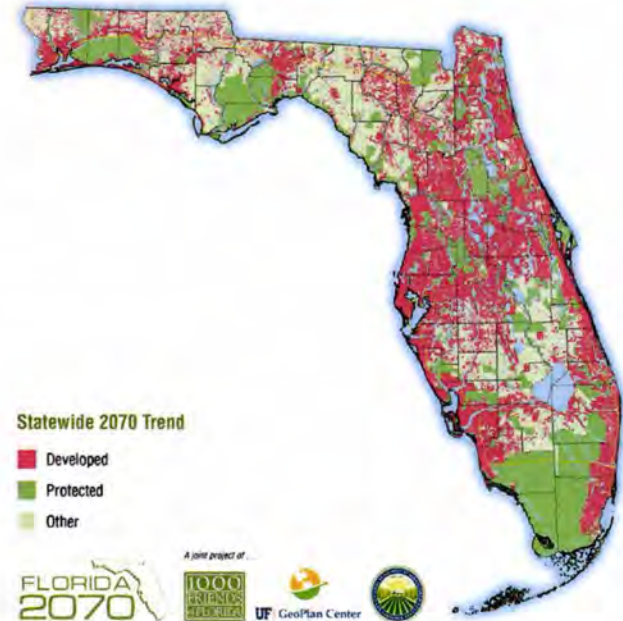 Statewide 2070 Trend
Developed
Protected
Other
A joint project of ...
FLORIDA
2070
1000
FRIENDS
OF FLORIDA
UF GeoPlan Center